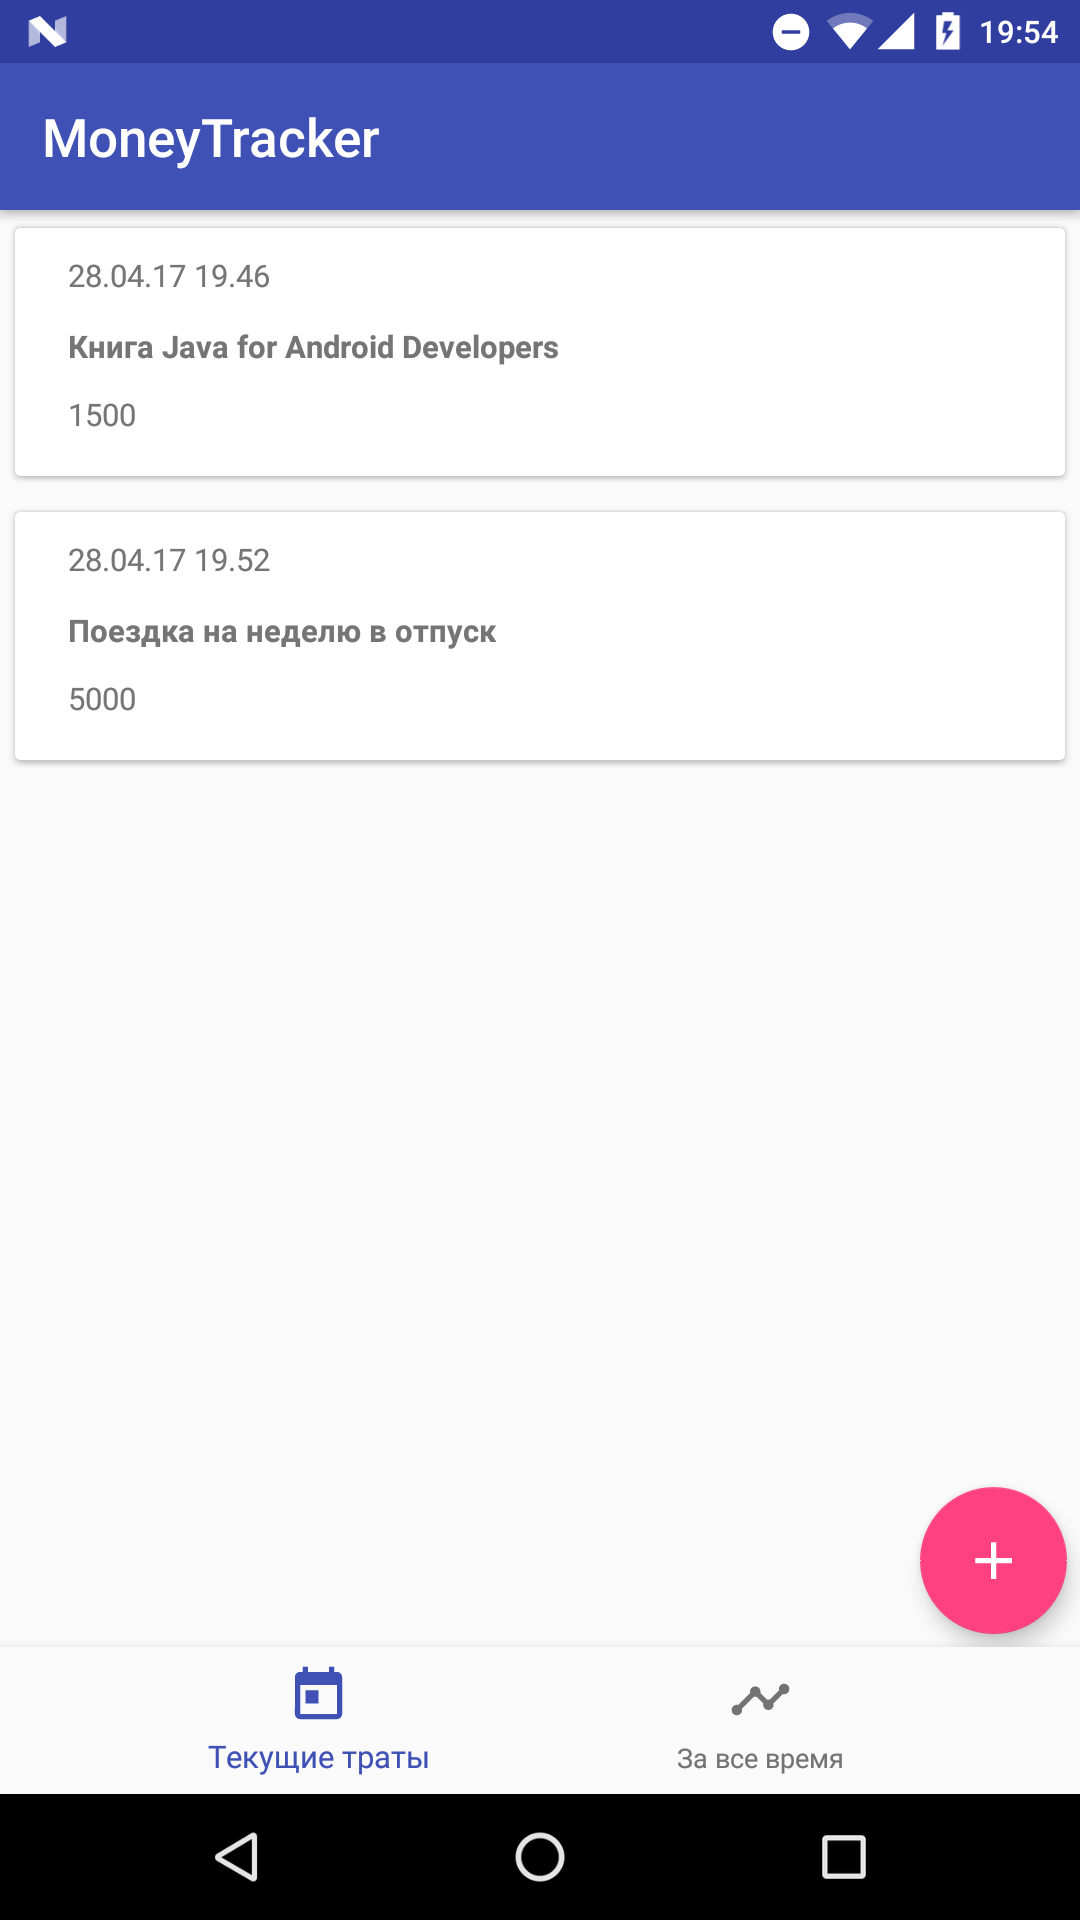 19:54
MoneyTracker
28.04.17 19.46
Книга Java for Android Developers
1500
28.04.17 19.52
Поездка на неделю в отпуск
5000
Текущие траты
За все время